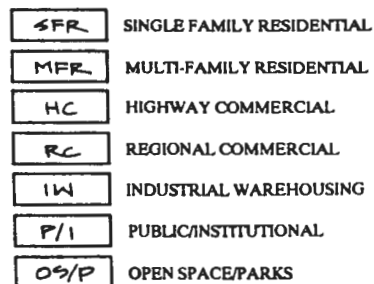 SFR SINGLE FAMILY RESIDENTIAL
MFR MULTI-FAMILY RESIDENTIAL
HC HIGHWAY COMMERCIAL
RC REGIONAL COMMERCIAL
IW INDUSTRIAL WAREHOUSING
P/I PUBLIC/INSTITUTIONAL
OS/P OPEN SPACE/PARKS